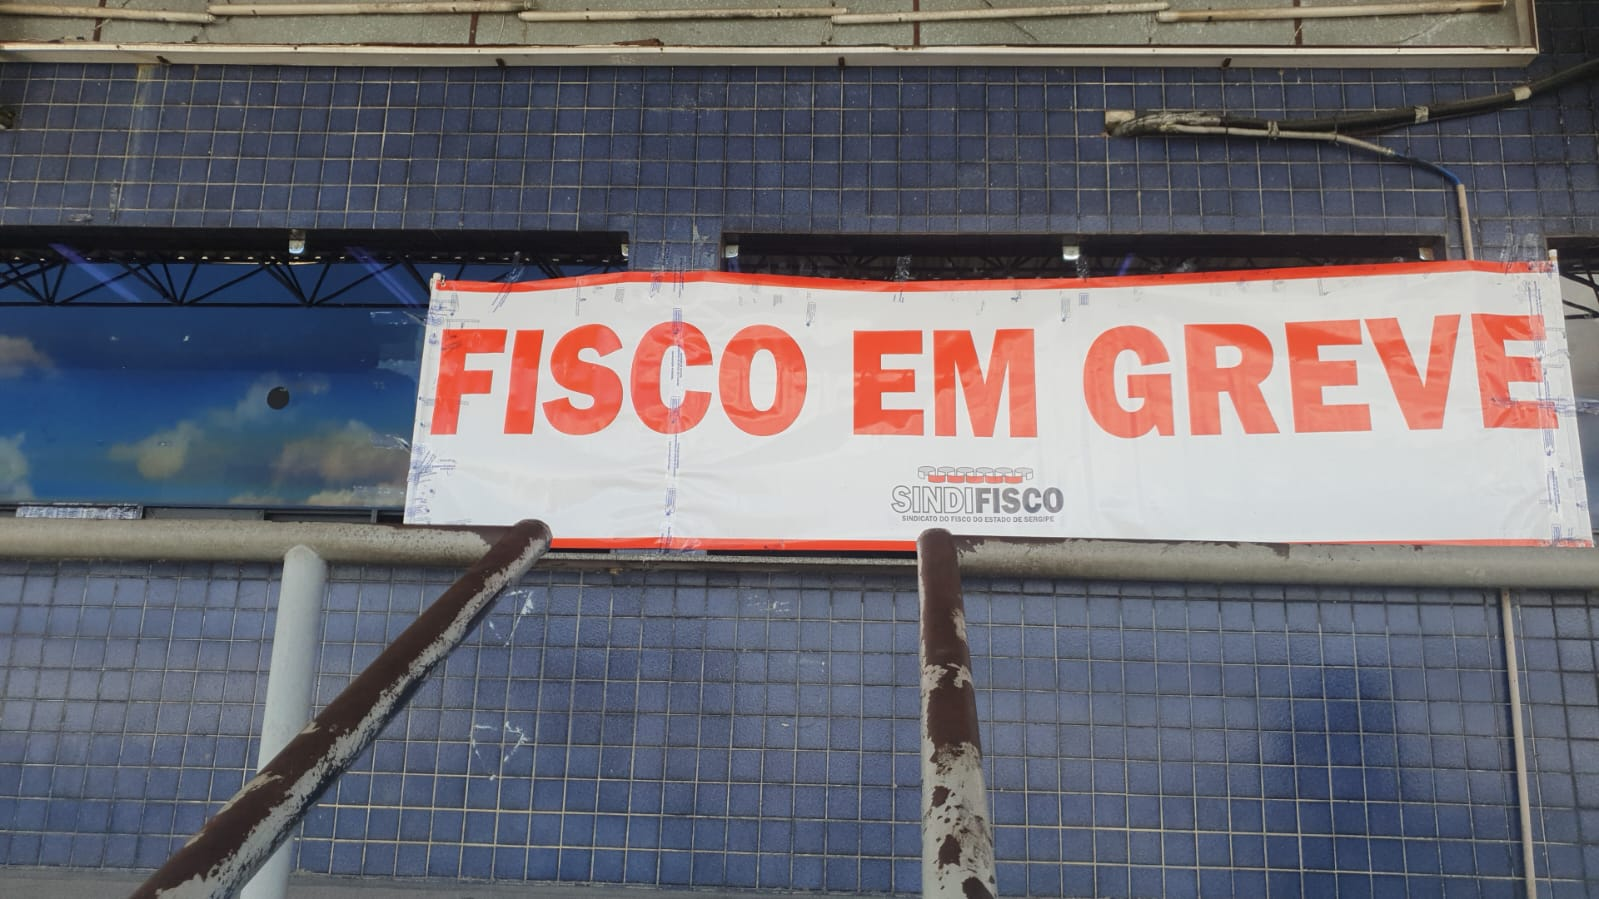 FISCO EM GREVE
SINDIFISCO
SINDICATO DO FISCO DO ESTADO DE SERGIPE